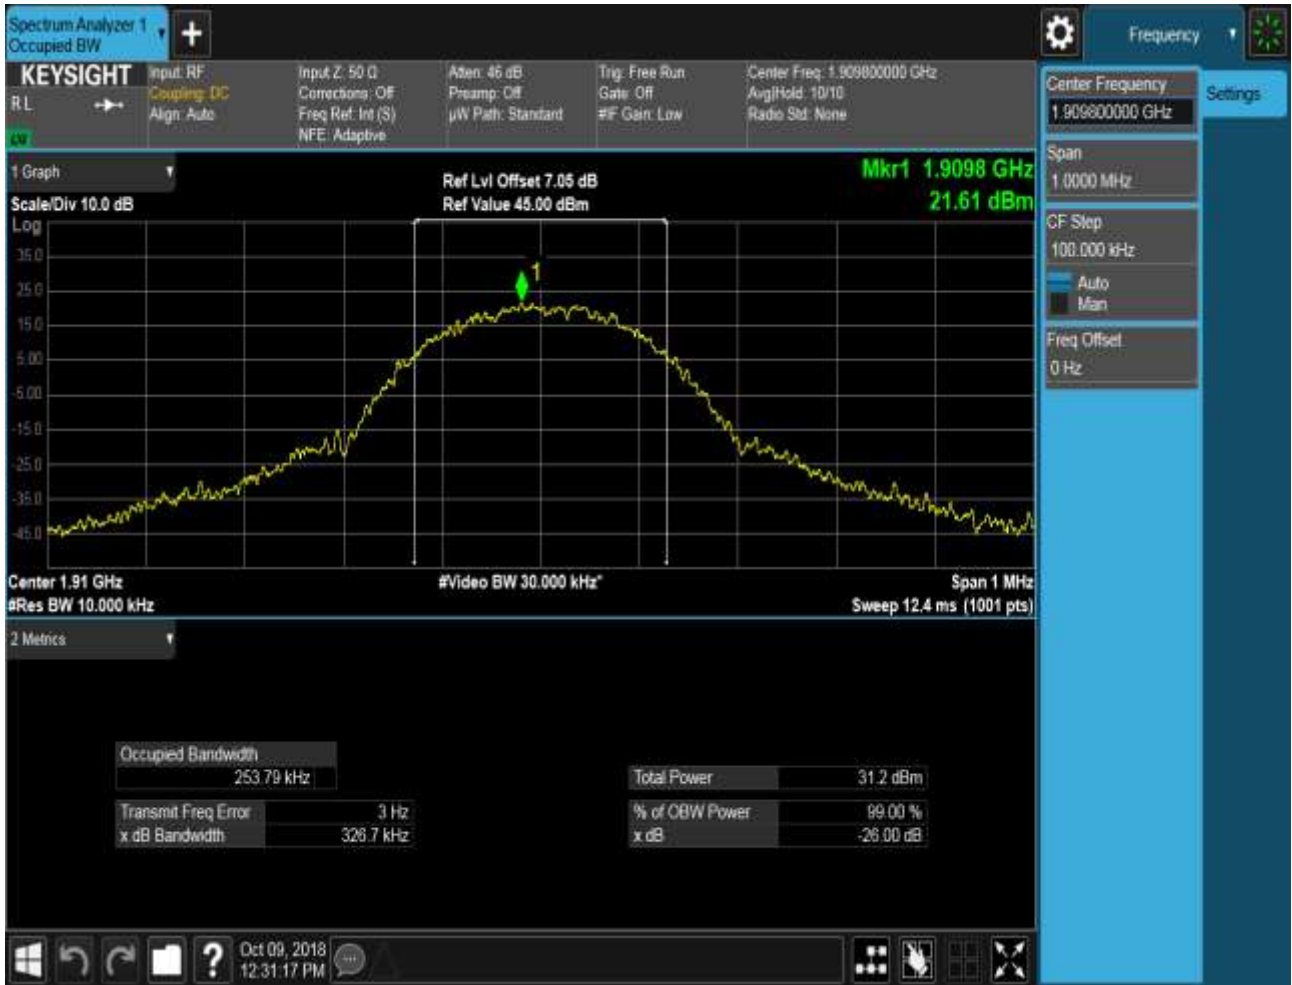 Spectrum Analyzer 1
Occupied BW
Frequency
KEYSIGHT
RL
Input: RF
Coupling: DC
Align: Auto
Input Z: 50 Ω
Corrections: Off
Freq Ref: Int (S)
NFE: Adaptive
Atten: 46 dB
Preamp: Off
µW Path: Standard
Trig: Free Run
Gate: Off
#IF Gain: Low
Center Freq: 1.909800000 GHz
Avg|Hold: 10/10
Radio Std: None
Center Frequency
1.909800000 GHz
Settings
Span
1.0000 MHz
CF Step
100.000 kHz
Auto
Man
Freq Offset
0 Hz
1 Graph
Scale/Div 10.0 dB
Ref Lvl Offset 7.05 dB
Ref Value 45.00 dBm
Mkr1 1.9098 GHz
21.61 dBm
Log
35.0
25.0
15.0
5.00
-5.00
-15.0
-25.0
-35.0
-45.0
1
Center 1.91 GHz
#Video BW 30.000 kHz*
Span 1 MHz
#Res BW 10.000 kHz
Sweep 12.4 ms (1001 pts)
2 Metrics
Occupied Bandwidth
253.79 kHz
Total Power 31.2 dBm
Transmit Freq Error 3 Hz
% of OBW Power 99.00 %
x dB Bandwidth 326.7 kHz
x dB -26.00 dB
?
Oct 09, 2018
12:31:17 PM